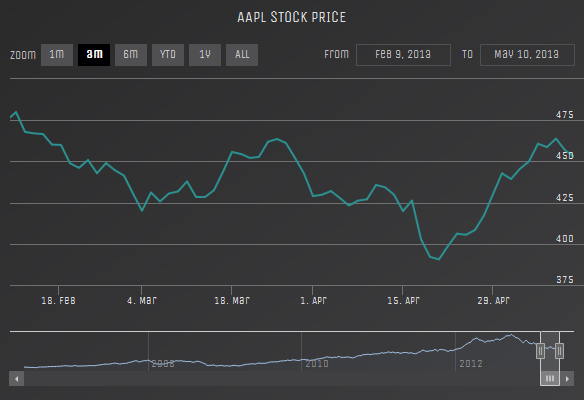 AAPL STOCK PRICE
Zoom 1m 3m 6m YTD 1y All From Feb 9, 2013 To May 10, 2013
475
450
425
400
375
18. Feb 4. Mar 18. Mar 1. Apr 15. Apr 29. Apr
2008 2010 2012